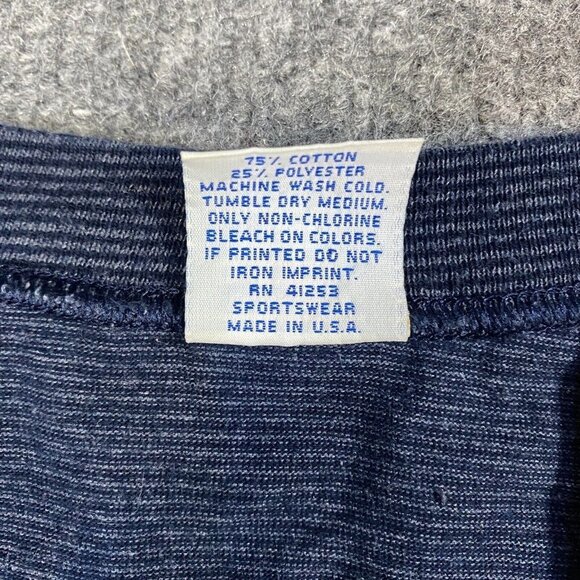 75% COTTON
25% POLYESTER
MACHINE WASH COLD.
TUMBLE DRY MEDIUM.
ONLY NON-CHLORINE
BLEACH ON COLORS.
IF PRINTED DO NOT
IRON IMPRINT.
RN 41253
SPORTSWEAR
MADE IN U.S.A.